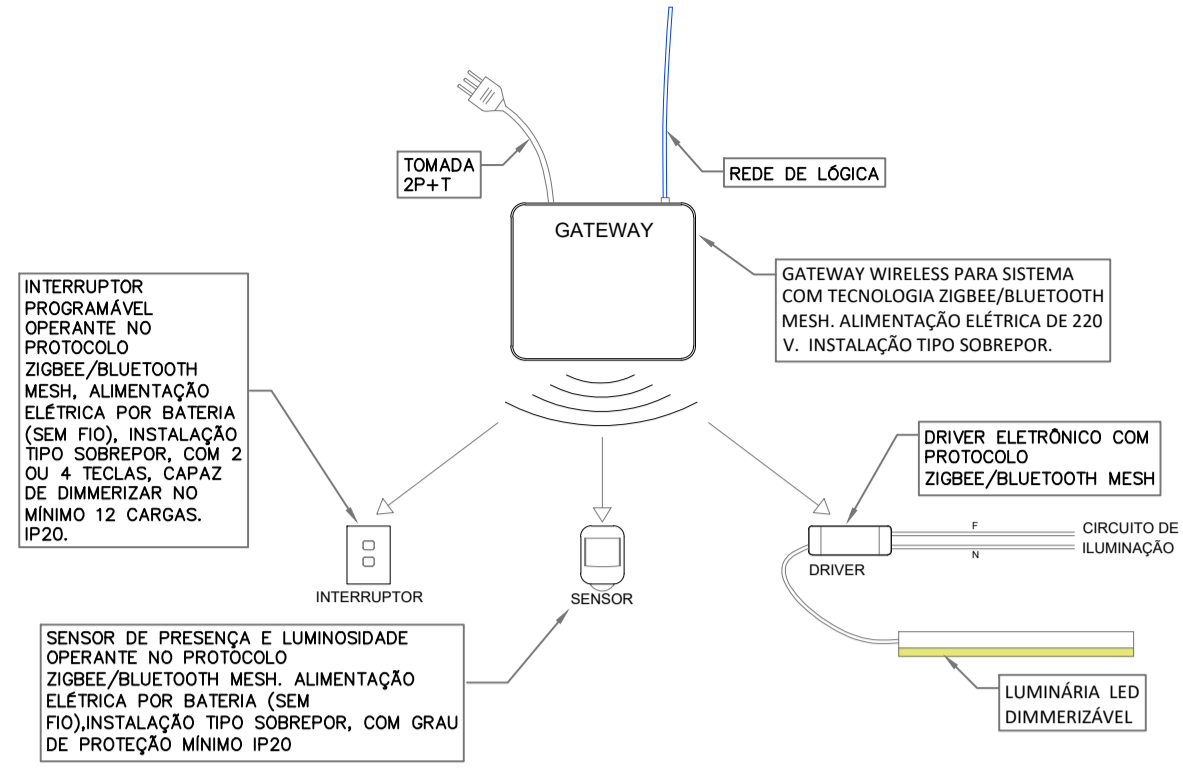 TOMADA
2P+T
REDE DE LÓGICA
GATEWAY
GATEWAY WIRELESS PARA SISTEMA
COM TECNOLOGIA ZIGBEE/BLUETOOTH
MESH. ALIMENTAÇÃO ELÉTRICA DE 220
V. INSTALAÇÃO TIPO SOBREPOR.
INTERRUPTOR
PROGRAMÁVEL
OPERANTE NO
PROTOCOLO
ZIGBEE/BLUETOOTH
MESH, ALIMENTAÇÃO
ELÉTRICA POR BATERIA
(SEM FIO), INSTALAÇÃO
TIPO SOBREPOR, COM 2
OU 4 TECLAS, CAPAZ
DE DIMMERIZAR NO
MÍNIMO 12 CARGAS.
IP20.
DRIVER ELETRÔNICO COM
PROTOCOLO
ZIGBEE/BLUETOOTH MESH
F
N
CIRCUITO DE
ILUMINAÇÃO
DRIVER
INTERRUPTOR
SENSOR
SENSOR DE PRESENÇA E LUMINOSIDADE
OPERANTE NO PROTOCOLO
ZIGBEE/BLUETOOTH MESH. ALIMENTAÇÃO
ELÉTRICA POR BATERIA (SEM
FIO),INSTALAÇÃO TIPO SOBREPOR, COM GRAU
DE PROTEÇÃO MÍNIMO IP20
LUMINÁRIA LED
DIMMERIZÁVEL